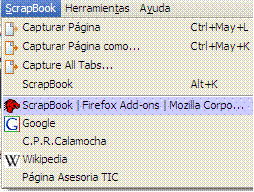 ScrapBook Herramientas Ayuda
Capturar Página Ctrl+May+L
Capturar Página como... Ctrl+May+K
Capture All Tabs...
ScrapBook Alt+K
ScrapBook | Firefox Add-ons | Mozilla Corpo...
Google
C.P.R.Calamocha
Wikipedia
Página Asesoria TIC